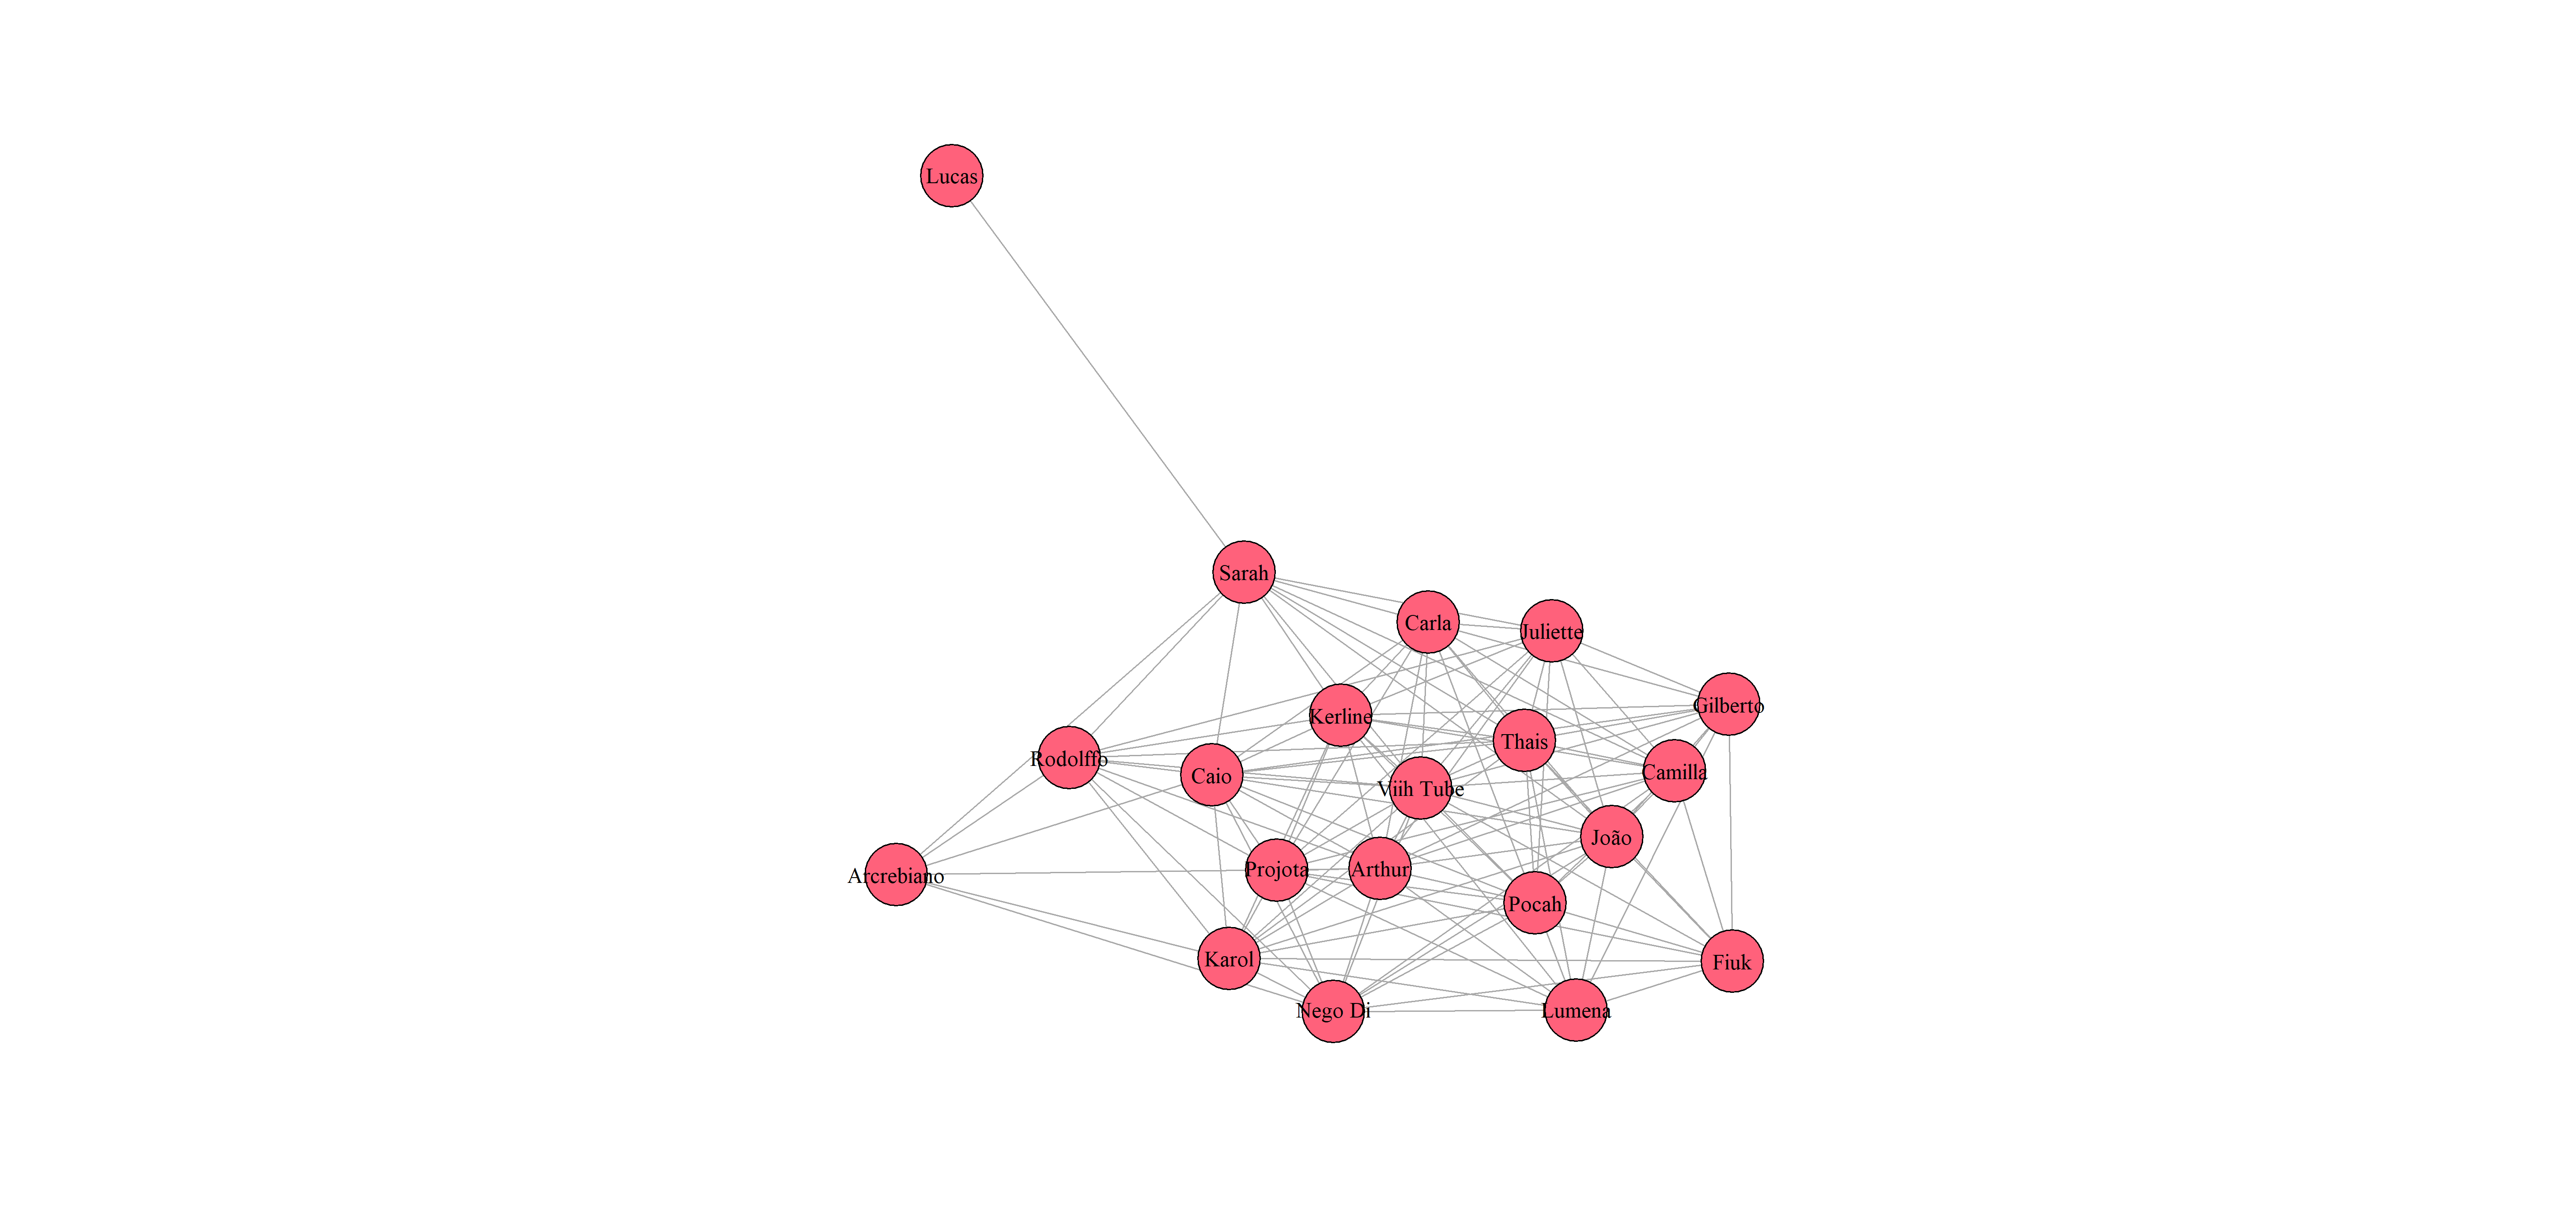 Lucas
Sarah
Carla
Juliette
Gilberto
Kerline
Thais
Rodolffo
Caio
Camilla
Viih Tube
João
Arcrebiano
Projota
Arthur
Pocah
Karol
Fiuk
Nego Di
Lumena